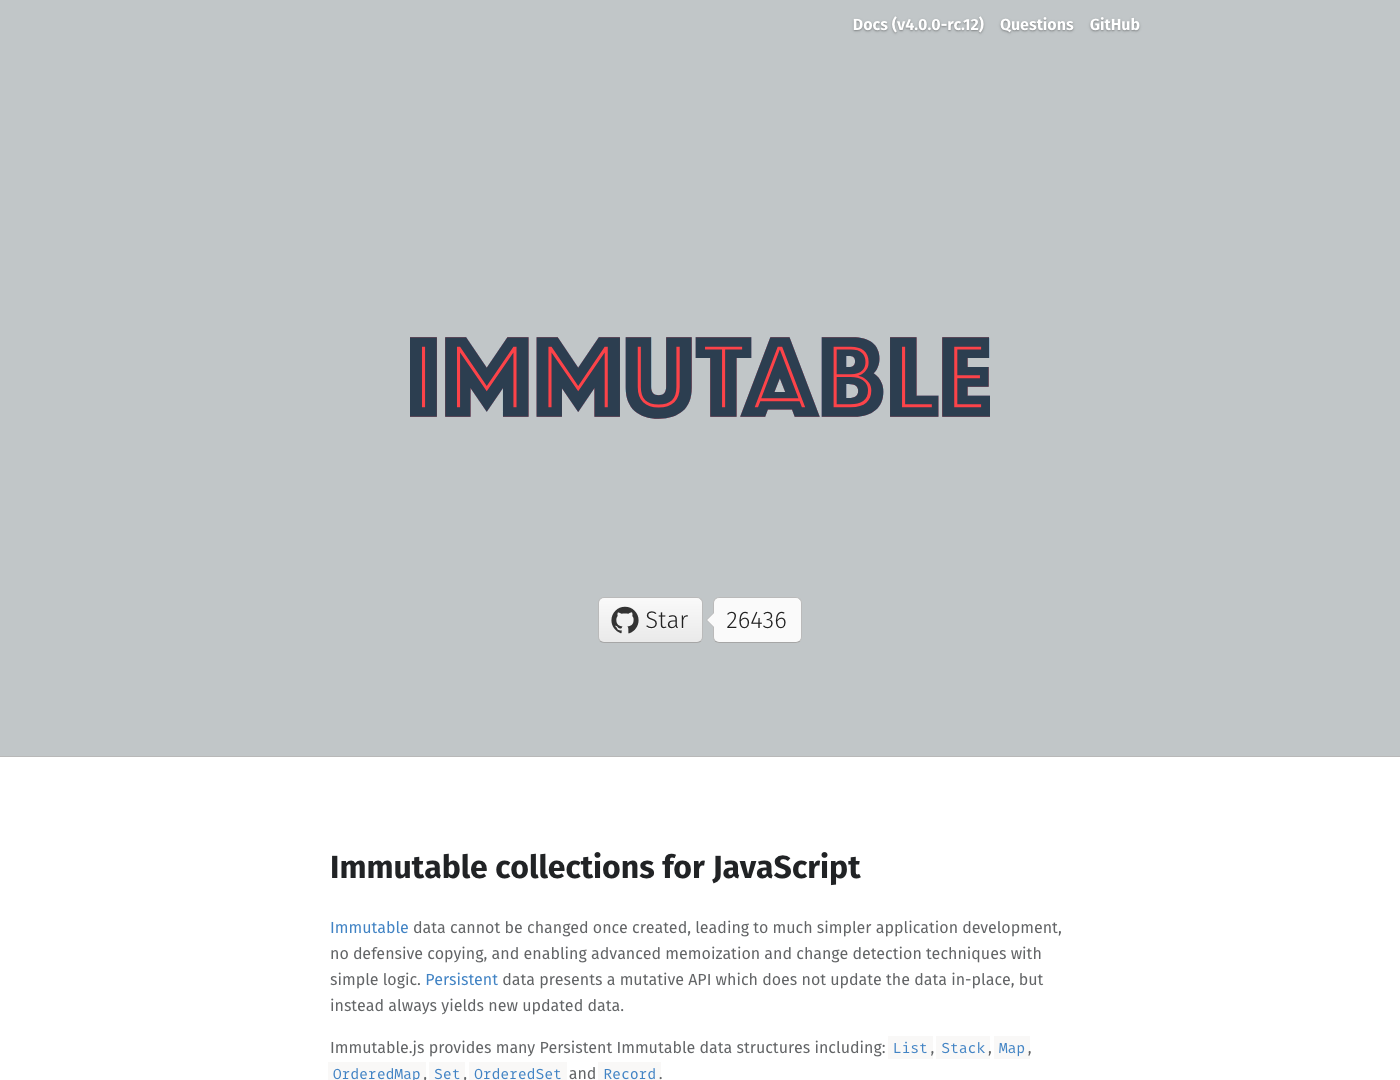 Docs (v4.0.0-rc.12) Questions GitHub
IMMUTABLE
Star 26436
Immutable collections for JavaScript
Immutable data cannot be changed once created, leading to much simpler application development,
no defensive copying, and enabling advanced memoization and change detection techniques with
simple logic. Persistent data presents a mutative API which does not update the data in-place, but
instead always yields new updated data.
Immutable.js provides many Persistent Immutable data structures including: List, Stack, Map,
OrderedMap, Set, OrderedSet and Record.